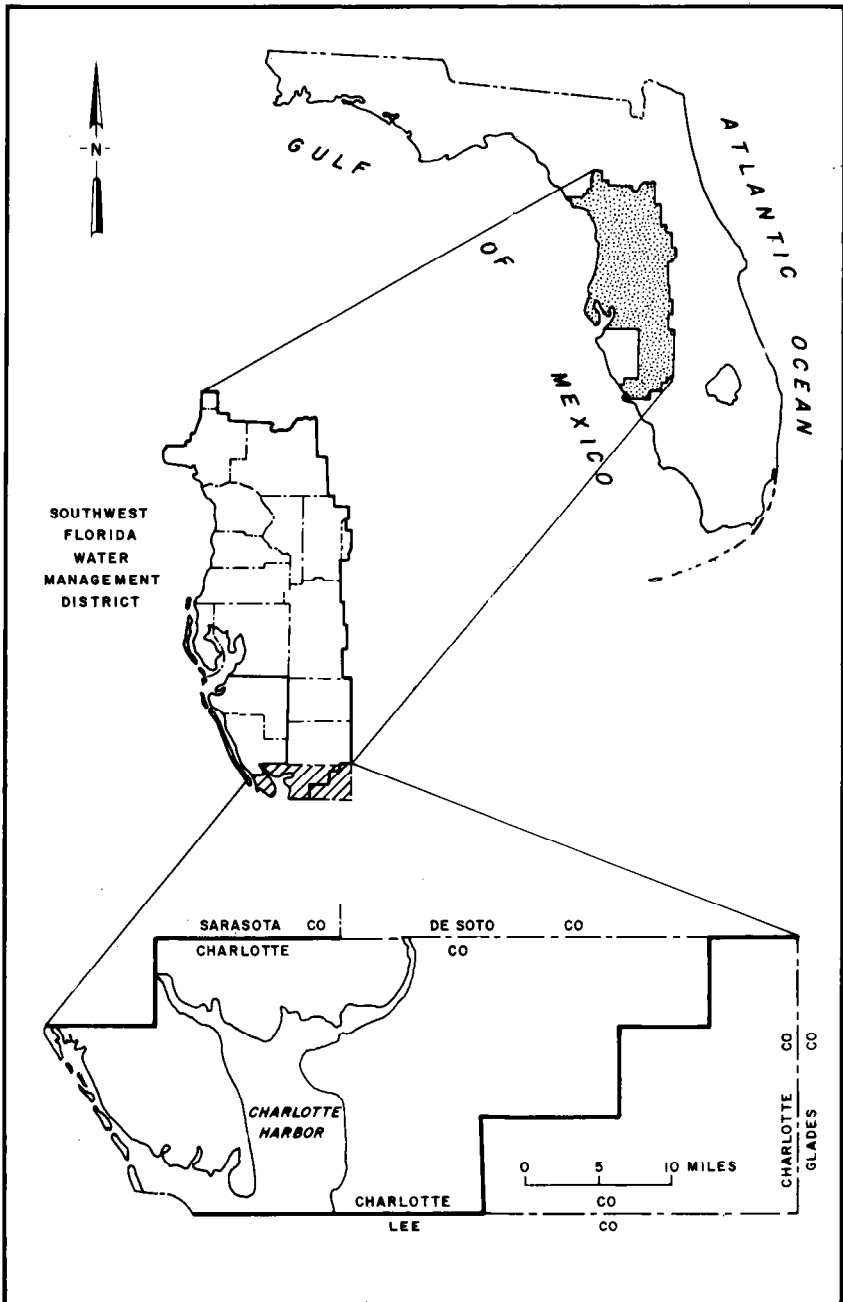 N
GULF
OF
MEXICO
ATLANTIC
OCEAN
SOUTHWEST
FLORIDA
WATER
MANAGEMENT
DISTRICT
SARASOTA CO
DE SOTO CO
CHARLOTTE CO
CHARLOTTE
HARBOR
CHARLOTTE CO
GLADES CO
0 5 10 MILES
CHARLOTTE CO
LEE CO